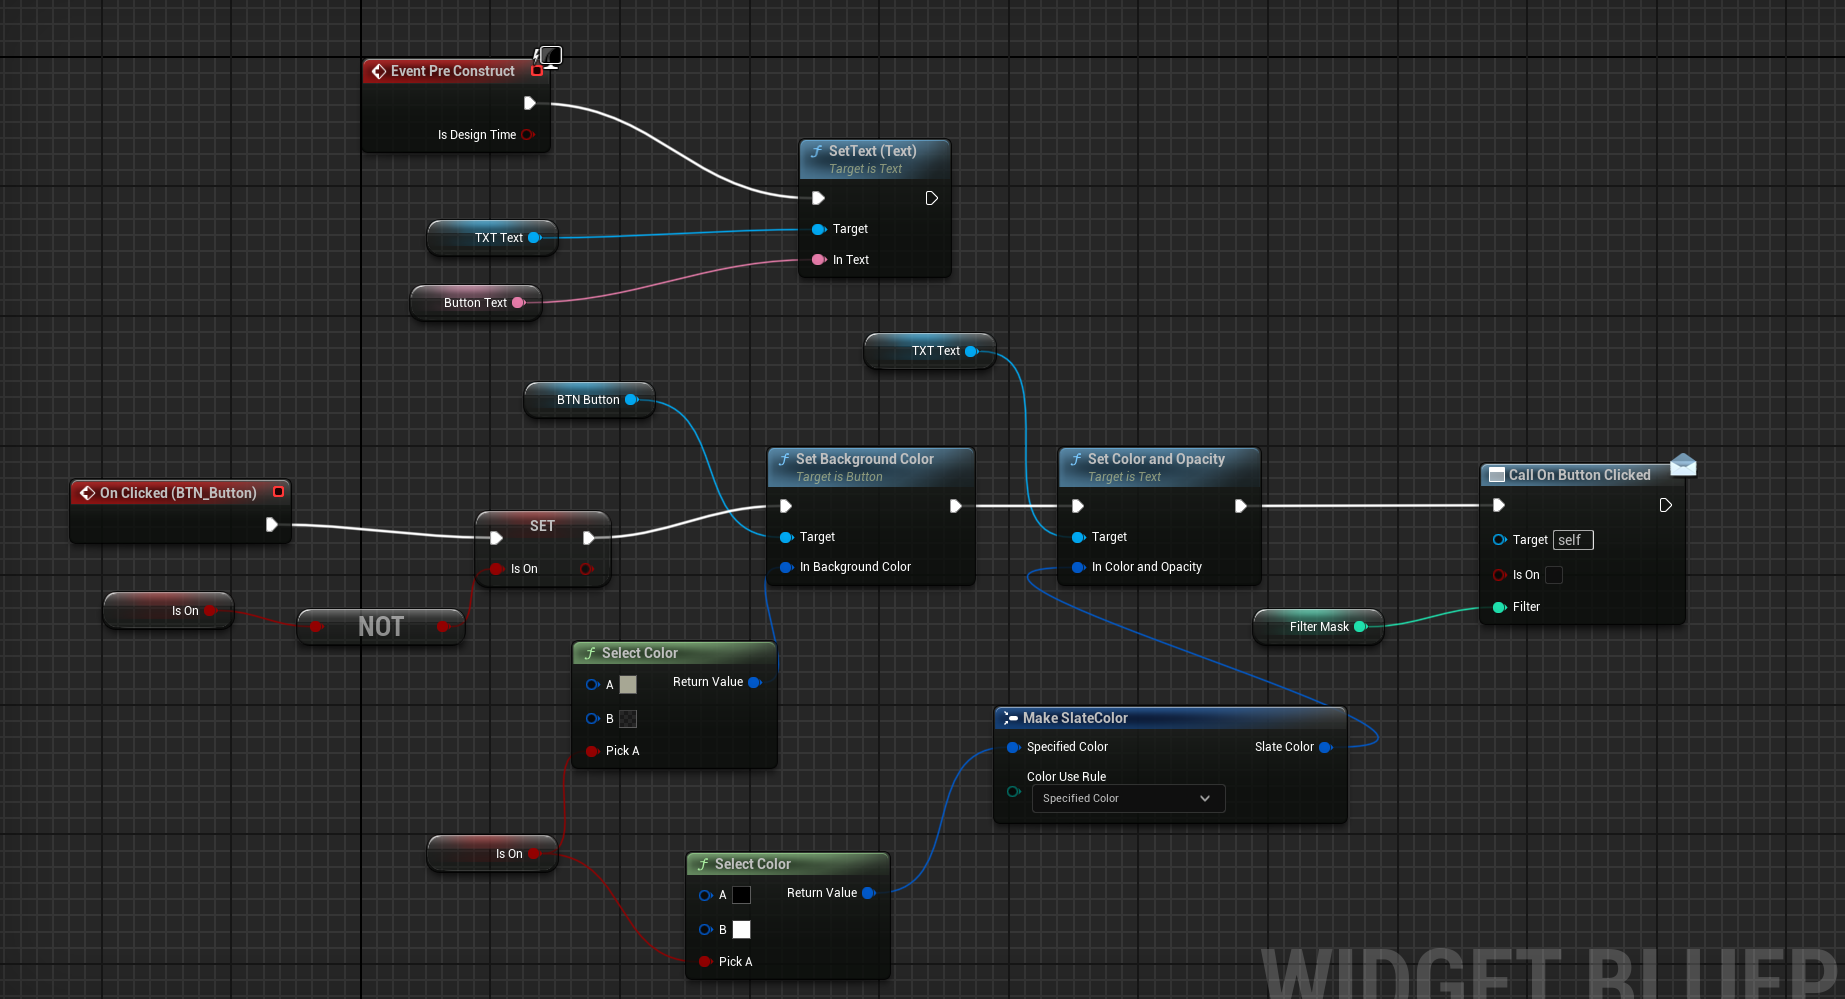 Event Pre Construct
Is Design Time
SetText (Text)
Target is Text
Target
In Text
TXT Text
Button Text
TXT Text
BTN Button
On Clicked (BTN_Button)
SET
Is On
Is On
NOT
Set Background Color
Target is Button
Target
In Background Color
Set Color and Opacity
Target is Text
Target
In Color and Opacity
Call On Button Clicked
Target self
Is On
Filter
Filter Mask
Select Color
A
Return Value
B
Pick A
Make SlateColor
Specified Color
Slate Color
Color Use Rule
Specified Color
Is On
Select Color
A
Return Value
B
Pick A
WIDGET BLUEP